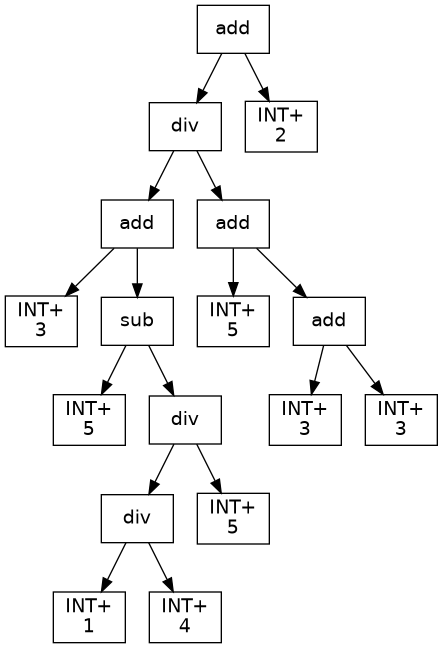 add
div
INT+
2
add
add
INT+
3
sub
INT+
5
add
INT+
5
div
INT+
3
INT+
3
div
INT+
5
INT+
1
INT+
4